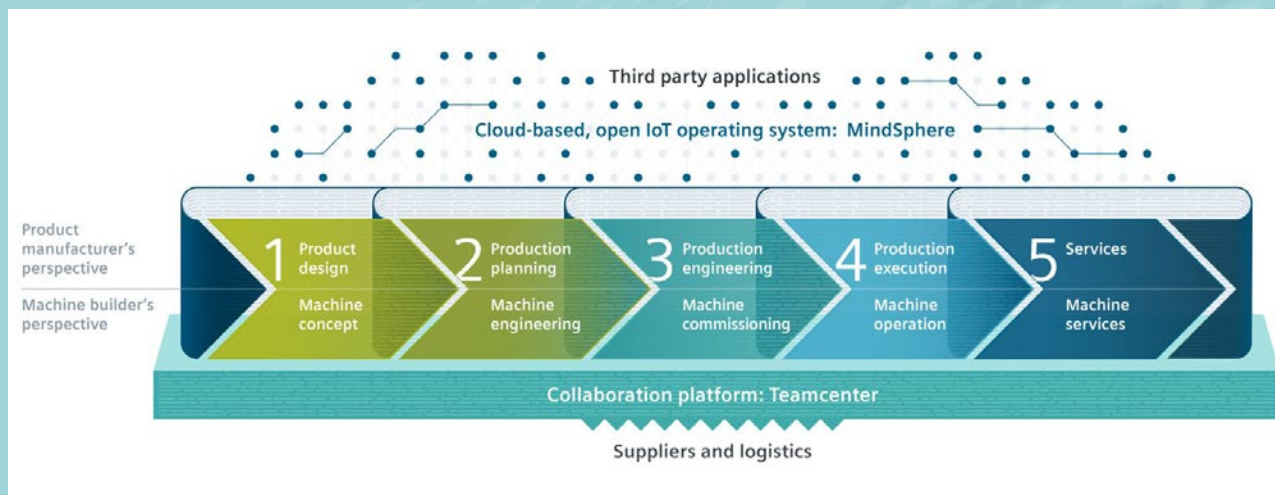 Third party applications
Cloud-based, open IoT operating system: MindSphere
Product
manufacturer's
perspective
1 Product
design
2 Production
planning
3 Production
engineering
4 Production
execution
5 Services
Machine builder's
perspective
Machine
concept
Machine
engineering
Machine
commissioning
Machine
operation
Machine
services
Collaboration platform: Teamcenter
Suppliers and logistics